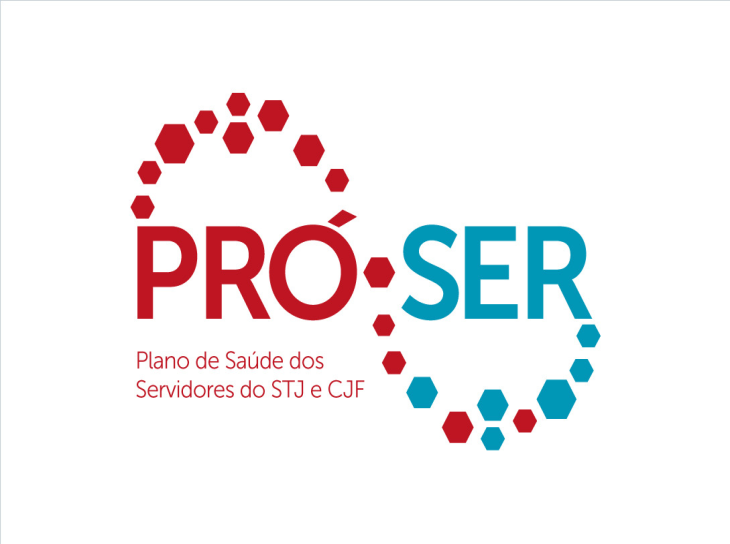 PRÓ•SER
Plano de Saúde dos
Servidores do STJ e CJF